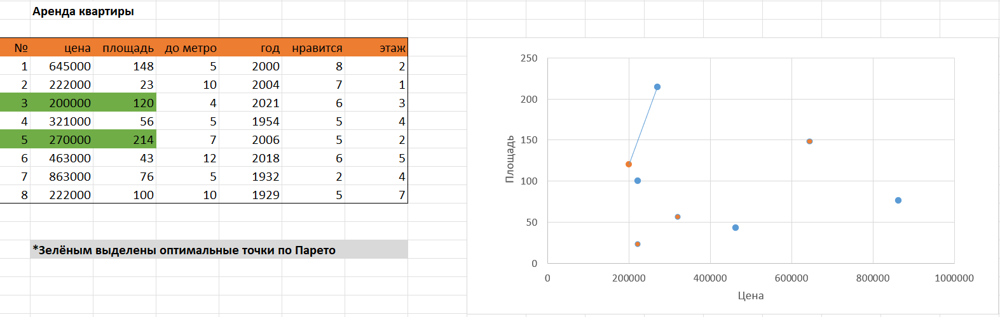 Аренда квартиры
№ цена площадь до метро год нравится этаж
1 645000 148 5 2000 8 2
2 222000 23 10 2004 7 1
3 200000 120 4 2021 6 3
4 321000 56 5 1954 5 4
5 270000 214 7 2006 5 2
6 463000 43 12 2018 6 5
7 863000 76 5 1932 2 4
8 222000 100 10 1929 5 7
*Зелёным выделены оптимальные точки по Парето
250
200
150
100
50
0
Площадь
0 200000 400000 600000 800000 1000000
Цена